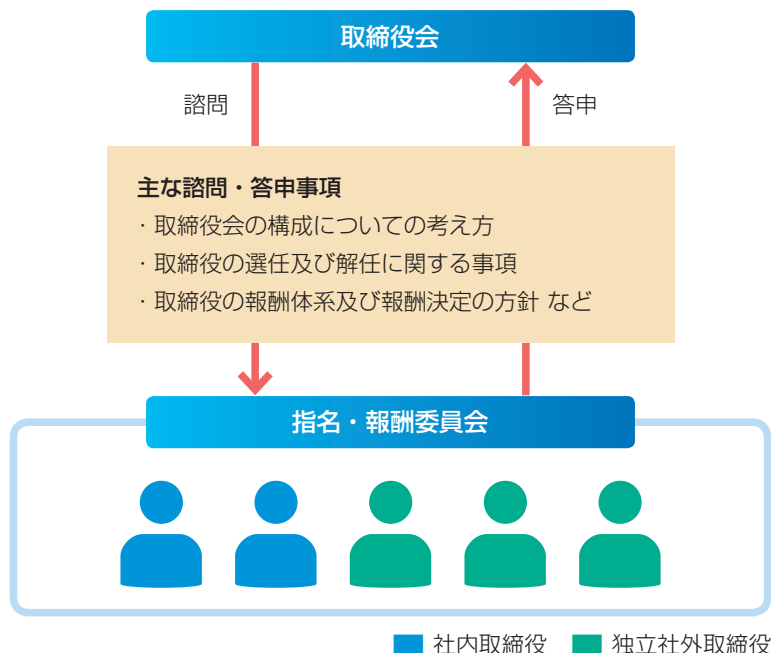 取締役会
諮問
答申
主な諮問・答申事項
・取締役会の構成についての考え方
・取締役の選任及び解任に関する事項
・取締役の報酬体系及び報酬決定の方針 など
指名・報酬委員会
社内取締役
独立社外取締役